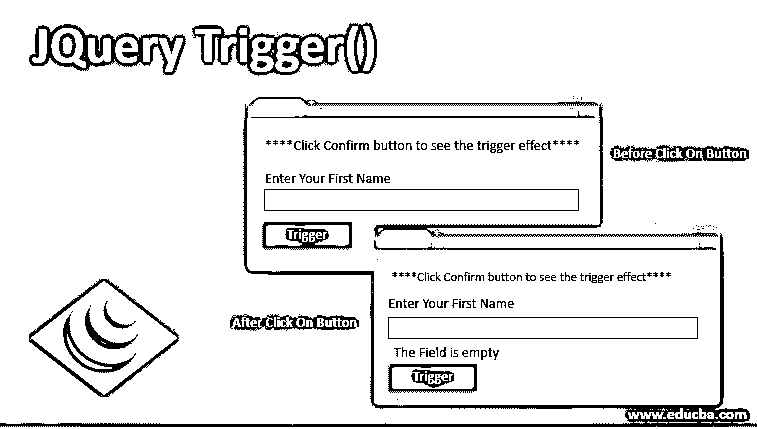 JQuery Trigger()
****Click Confirm button to see the trigger effect****
Before Click On Button
Enter Your First Name
Trigger
****Click Confirm button to see the trigger effect****
Enter Your First Name
After Click On Button
The Field is empty
Trigger
www.educba.com